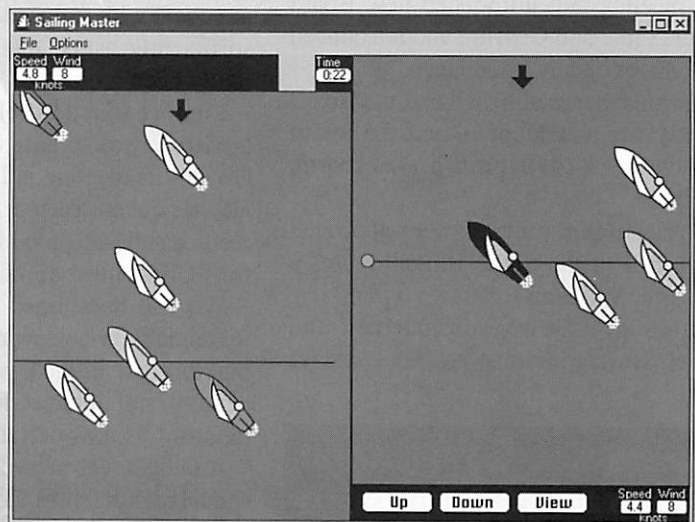 Sailing Master
File Options
Speed Wind
4.8 8
knots
Time
0:22
Up Down View
Speed Wind
4.4 8
knots